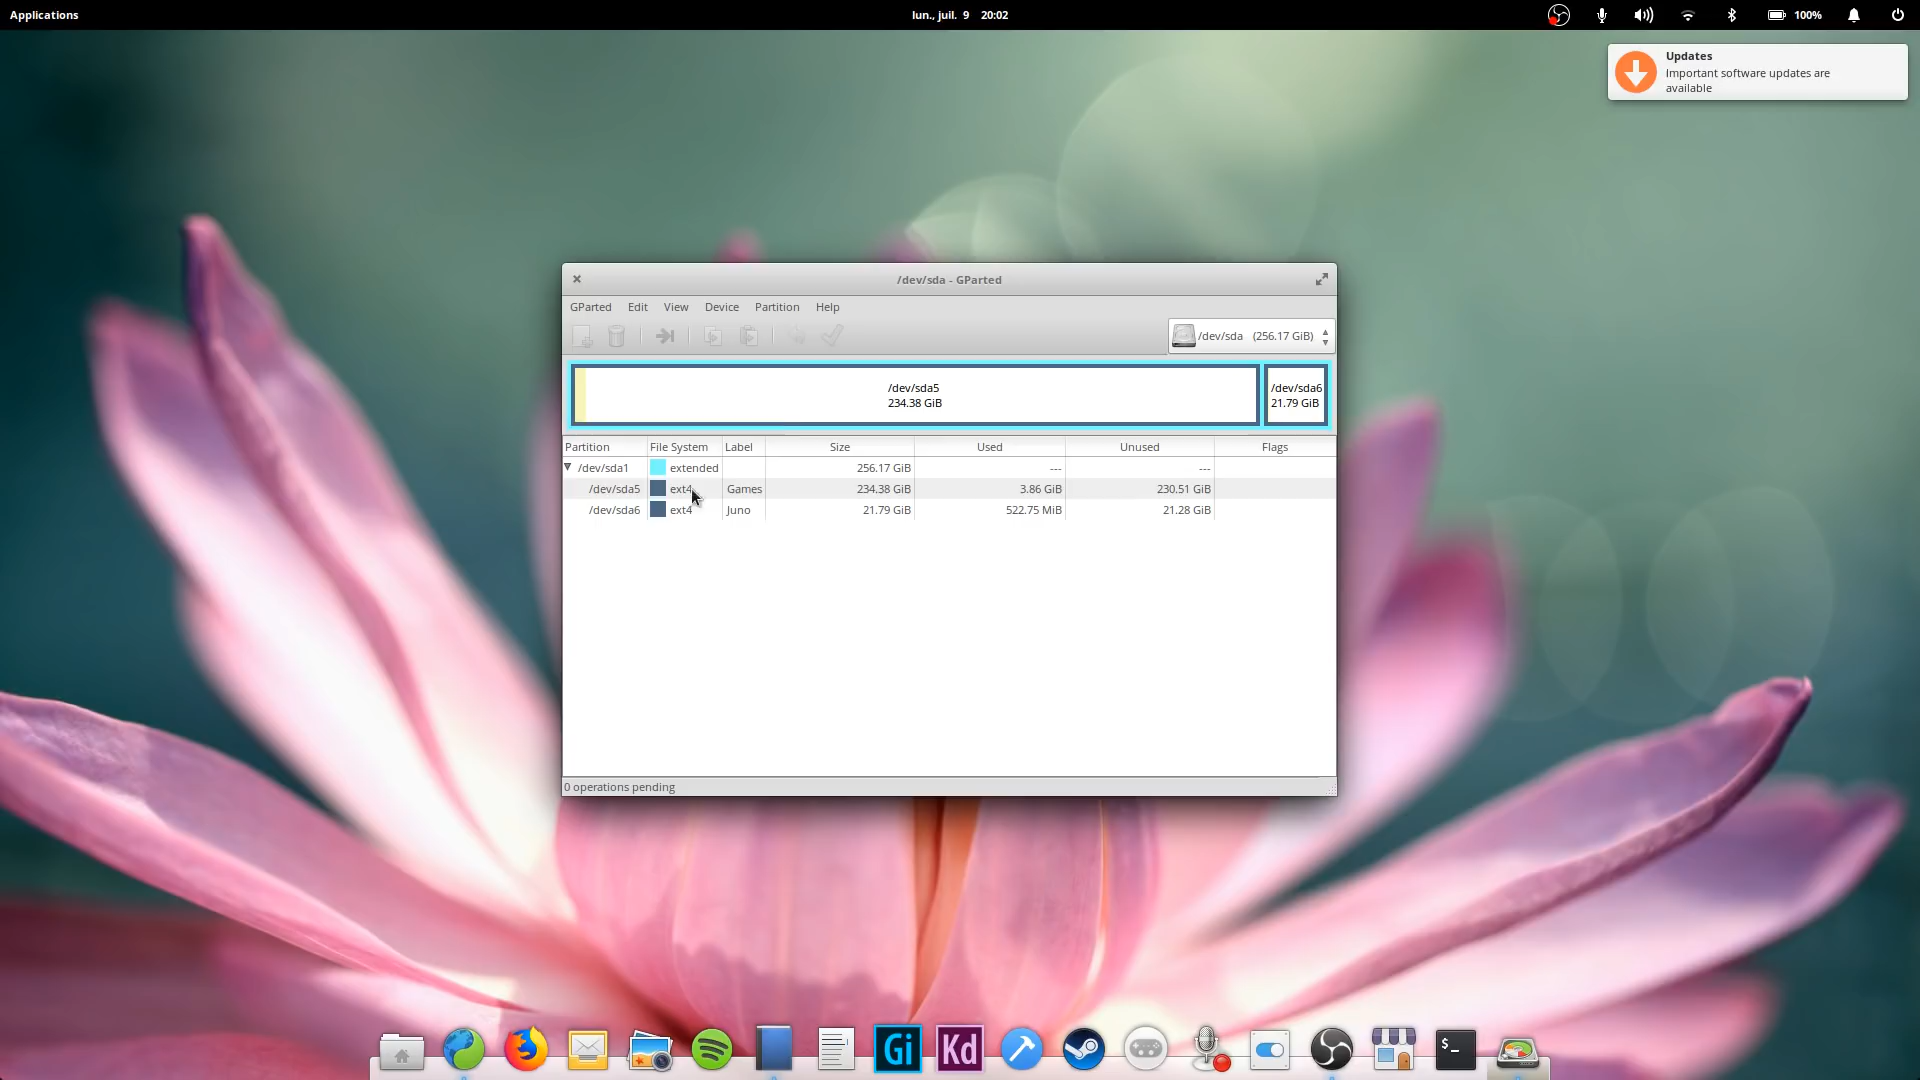 Applications
lun., juil. 9 20:02
100%
Updates
Important software updates are
available
/dev/sda - GParted
GParted Edit View Device Partition Help
/dev/sda (256.17 GiB)
/dev/sda5
234.38 GiB
/dev/sda6
21.79 GiB
Partition File System Label Size Used Unused Flags
/dev/sda1 extended 256.17 GiB --- ---
/dev/sda5 ext4 Games 234.38 GiB 3.86 GiB 230.51 GiB
/dev/sda6 ext4 Juno 21.79 GiB 522.75 MiB 21.28 GiB
0 operations pending
Gi Kd $_